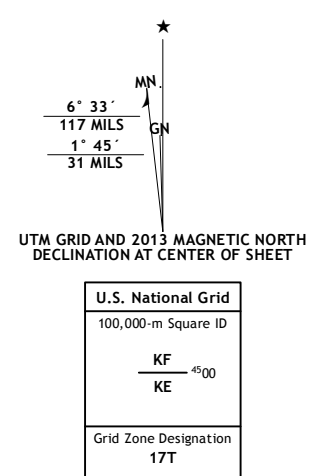 ★
MN
6° 33´
117 MILS
GN
1° 45´
31 MILS
UTM GRID AND 2013 MAGNETIC NORTH
DECLINATION AT CENTER OF SHEET
U.S. National Grid
100,000-m Square ID
KF
4500
KE
Grid Zone Designation
17T